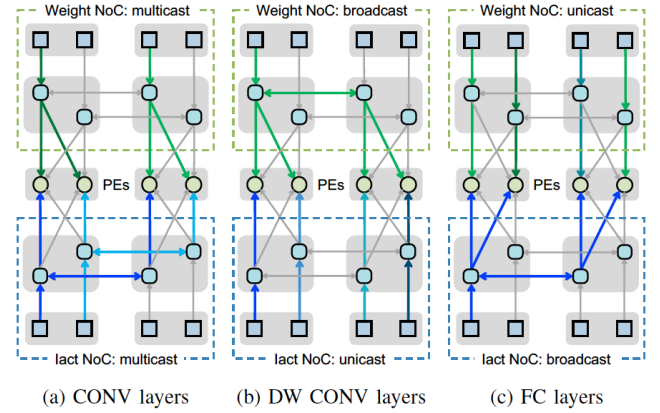 Weight NoC: multicast
Weight NoC: broadcast
Weight NoC: unicast
PEs
PEs
PEs
Iact NoC: multicast
Iact NoC: unicast
Iact NoC: broadcast
(a) CONV layers
(b) DW CONV layers
(c) FC layers